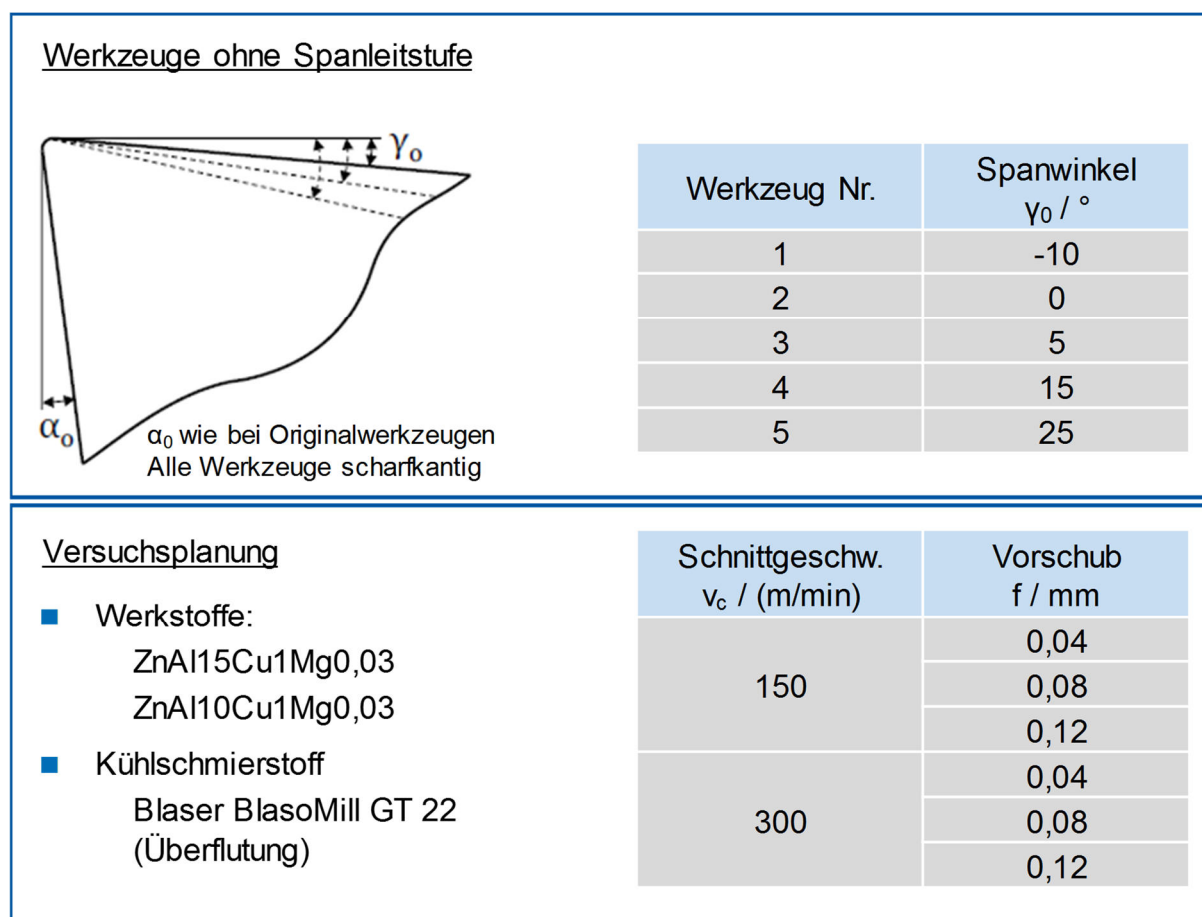 Werkzeuge ohne Spanleitstufe
γo
αo
α0 wie bei Originalwerkzeugen
Alle Werkzeuge scharfkantig
Werkzeug Nr.
Spanwinkel
γ0 / °
1 -10
2 0
3 5
4 15
5 25
Versuchsplanung
Werkstoffe:
ZnAl15Cu1Mg0,03
ZnAl10Cu1Mg0,03
Kühlschmierstoff
Blaser BlasoMill GT 22
(Überflutung)
Schnittgeschw.
vc / (m/min)
Vorschub
f / mm
150
0,04
0,08
0,12
300
0,04
0,08
0,12